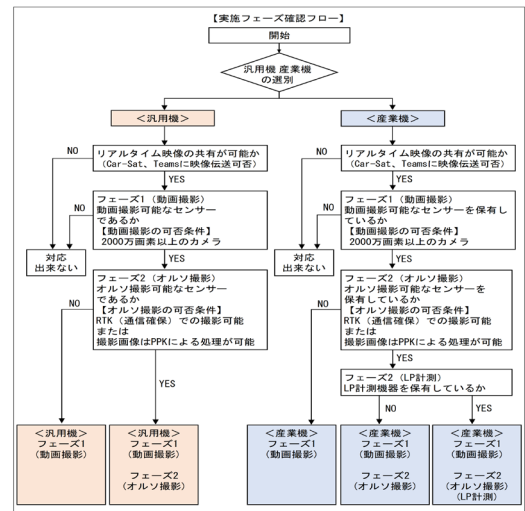 【実施フェーズ確認フロー】
開始
汎用機 産業機
の選別
＜汎用機＞
＜産業機＞
NO
リアルタイム映像の共有が可能か
（Car-Sat、Teamsに映像伝送可否）
YES
NO
リアルタイム映像の共有が可能か
（Car-Sat、Teamsに映像伝送可否）
YES
フェーズ1（動画撮影）
動画撮影可能なセンサー
であるか
【動画撮影の可否条件】
2000万画素以上のカメラ
NO
YES
フェーズ1（動画撮影）
動画撮影可能なセンサーを保有し
ているか
【動画撮影の可否条件】
2000万画素以上のカメラ
NO
YES
対応
出来ない
対応
出来ない
フェーズ2（オルソ撮影）
オルソ撮影可能なセンサー
であるか
【オルソ撮影の可否条件】
RTK（通信確保）での撮影可能
または
撮影画像はPPKによる処理が可能
NO
YES
フェーズ2（オルソ撮影）
オルソ撮影可能なセンサーを
保有しているか
【オルソ撮影の可否条件】
RTK（通信確保）での撮影可能
または
撮影画像はPPKによる処理が可能
NO
YES
フェーズ2（LP計測）
LP計測機器を保有しているか
NO
YES
＜汎用機＞
フェーズ1
（動画撮影）
＜汎用機＞
フェーズ1
（動画撮影）
フェーズ2
（オルソ撮影）
＜産業機＞
フェーズ1
（動画撮影）
＜産業機＞
フェーズ1
（動画撮影）
フェーズ2
（オルソ撮影）
＜産業機＞
フェーズ1
（動画撮影）
フェーズ2
（オルソ撮影）
（LP計測）